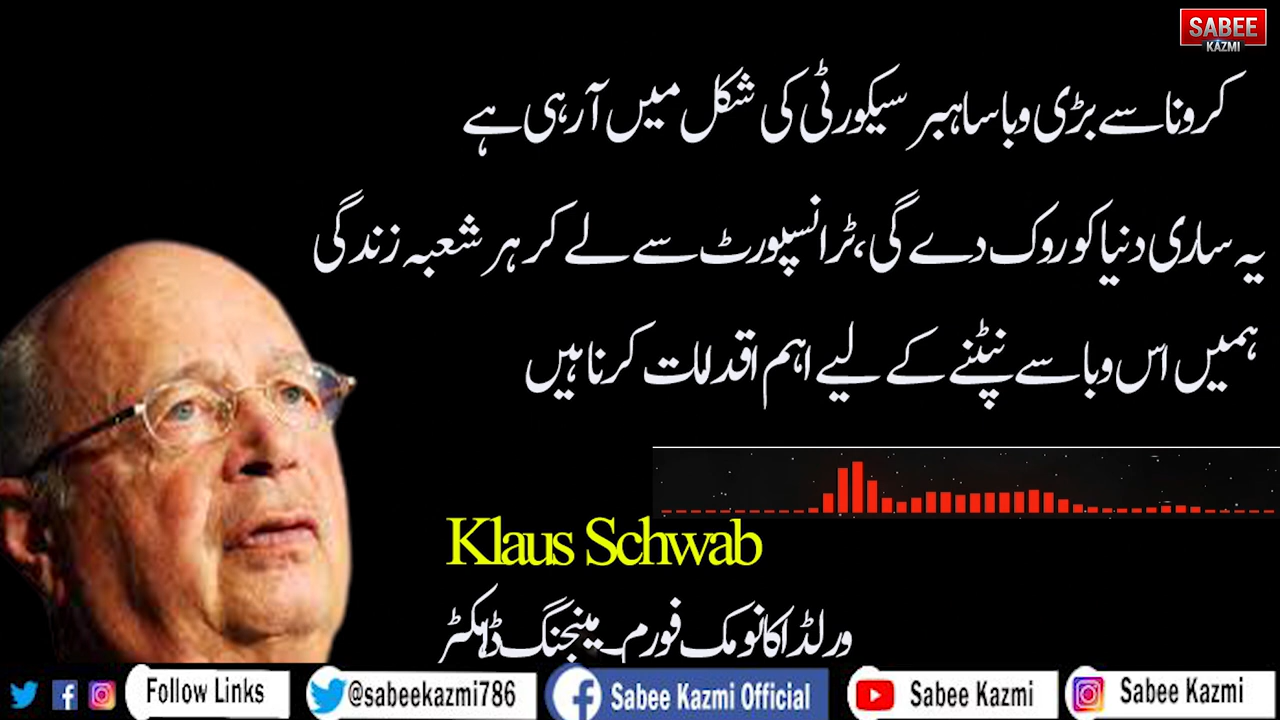 SABEE
KAZMI
کرونا سے بڑی وبا ساہبر سیکورٹی کی شکل میں آرہی ہے
یہ ساری دنیا کو روک دے گی، ٹرانسپورٹ سے لے کر ہر شعبہ زندگی
ہمیں اس وبا سے نپٹنے کے لیے اہم اقدامات کرنا ہیں
Klaus Schwab
ورلڈ اکانومک فورم مینجنگ
Follow Links
@sabeekazmi786
Sabee Kazmi Official
Sabee Kazmi
Sabee Kazmi